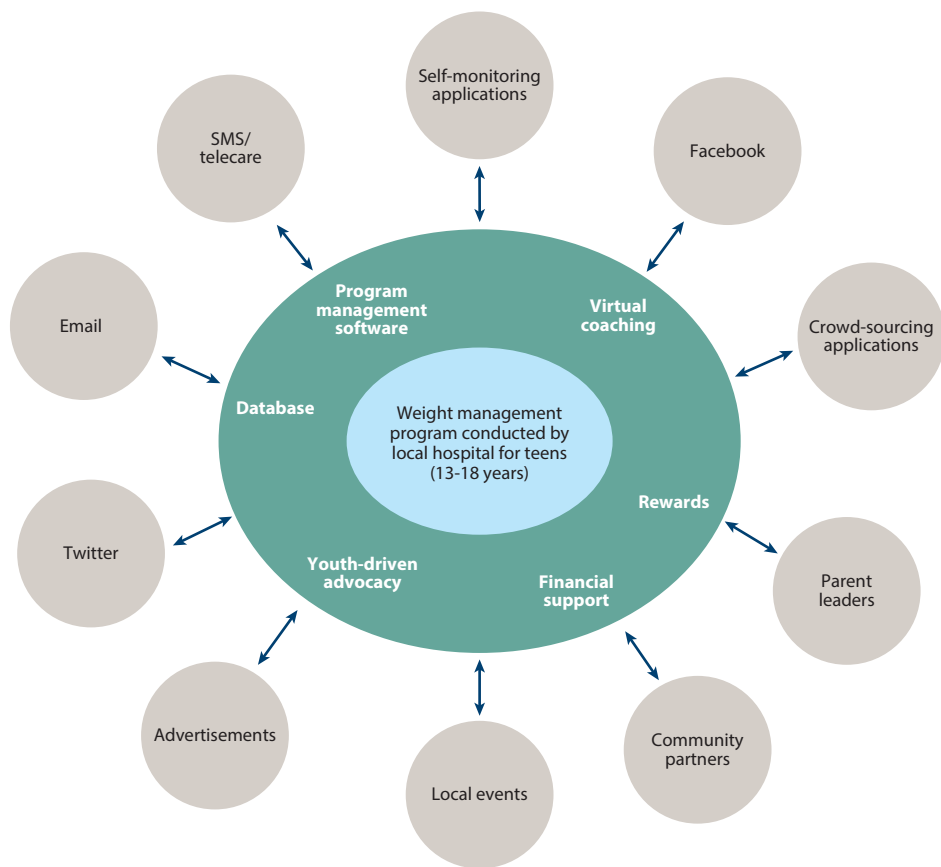 Self-monitoring
applications
SMS/
telecare
Facebook
Program
management
software
Virtual
coaching
Email
Crowd-sourcing
applications
Database
Weight management
program conducted by
local hospital for teens
(13-18 years)
Rewards
Twitter
Youth-driven
advocacy
Financial
support
Parent
leaders
Advertisements
Local events
Community
partners